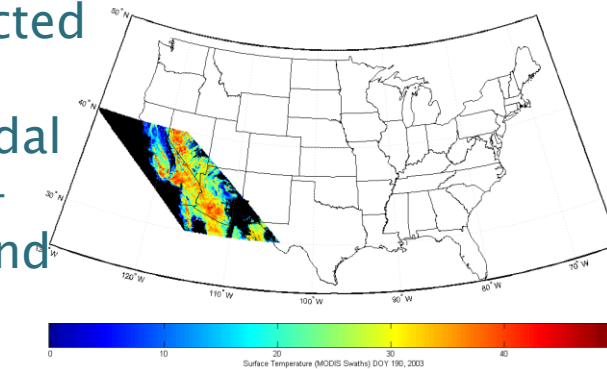 cted
dal
nd
50° N
40° N
30° N
120° W
110° W
100° W
90° W
80° W
70° W
0 10 20 30 40
Surface Temperature (MODIS Swaths) DOY 190, 2003